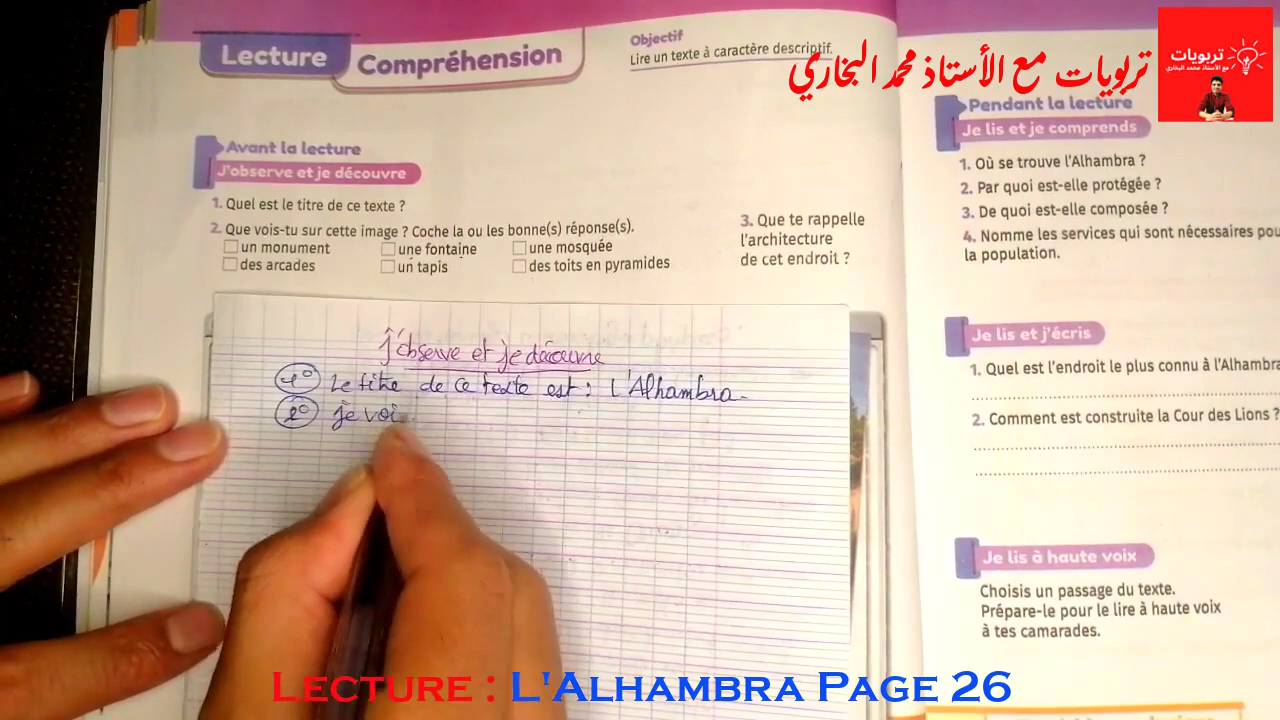 Lecture
Compréhension
Objectif
Lire un texte à caractère descriptif.
تربويات مع الأستاذ محمد البخاري
تربويات
مع الأستاذ محمد البخاري
Avant la lecture
J'observe et je découvre
1. Quel est le titre de ce texte ?
2. Que vois-tu sur cette image ? Coche la ou les bonne(s) réponse(s).
un monument
une fontaine
une mosquée
des arcades
un tapis
des toits en pyramides
3. Que te rappelle
l'architecture
de cet endroit ?
j'observe et je découvre
1° Le titre de ce texte est : L'Alhambra.
2° je voi
Pendant la lecture
Je lis et je comprends
1. Où se trouve l'Alhambra ?
2. Par quoi est-elle protégée ?
3. De quoi est-elle composée ?
4. Nomme les services qui sont nécessaires pou
la population.
Je lis et j'écris
1. Quel est l'endroit le plus connu à l'Alhambra
2. Comment est construite la Cour des Lions ?
Je lis à haute voix
Choisis un passage du texte.
Prépare-le pour le lire à haute voix
à tes camarades.
Lecture : L'Alhambra Page 26